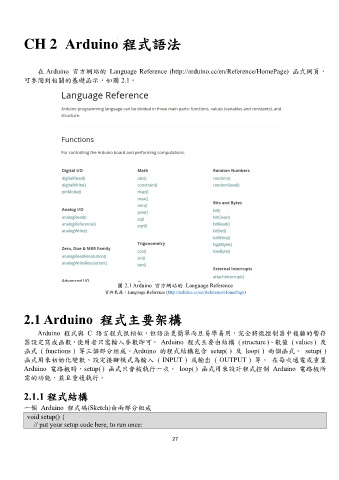 CH 2 Arduino 程式語法
在 Arduino 官方網站的 Language Reference (http://arduino.cc/en/Reference/HomePage) 函式網頁，
可參閱到相關的基礎函示，如圖 2.1。
Language Reference
Arduino programming language can be divided in three main parts: functions, values (variables and constants), and
structure.
Functions
For controlling the Arduino board and performing computations.
Digital I/O
digitalRead()
digitalWrite()
pinMode()
Analog I/O
analogRead()
analogReference()
analogWrite()
Zero, Due & MKR Family
analogReadResolution()
analogWriteResolution()
Advanced I/O
Math
abs()
constrain()
map()
max()
min()
pow()
sq()
sqrt()
Trigonometry
cos()
sin()
tan()
Random Numbers
random()
randomSeed()
Bits and Bytes
bit()
bitClear()
bitRead()
bitSet()
bitWrite()
highByte()
lowByte()
External Interrupts
attachInterrupt()
圖 2.1 Arduino 官方網站的 Language Reference
資料來源：Language Reference (http://arduino.cc/en/Reference/HomePage)
2.1 Arduino 程式主要架構
Arduino 程式與 C 語言程式很相似，但語法更簡單而且易學易用，完全將微控制器中複雜的暫存
器設定寫成函數，使用者只需輸入參數即可。 Arduino 程式主要由結構 ( structure )、數值 ( values ) 及
函式 ( functions ) 等三個部分組成。Arduino 的程式結構包含 setup( ) 及 loop( ) 兩個函式， setup( )
函式用來初始化變數、設定接腳模式為輸入 ( INPUT ) 或輸出 ( OUTPUT ) 等， 在每次通電或重置
Arduino 電路板時，setup( ) 函式只會被執行一次。 loop( ) 函式用來設計程式控制 Arduino 電路板所
需的功能，並且重複執行。
2.1.1 程式結構
一個 Arduino 程式碼(Sketch)由兩部分組成
void setup() {
// put your setup code here, to run once:
27